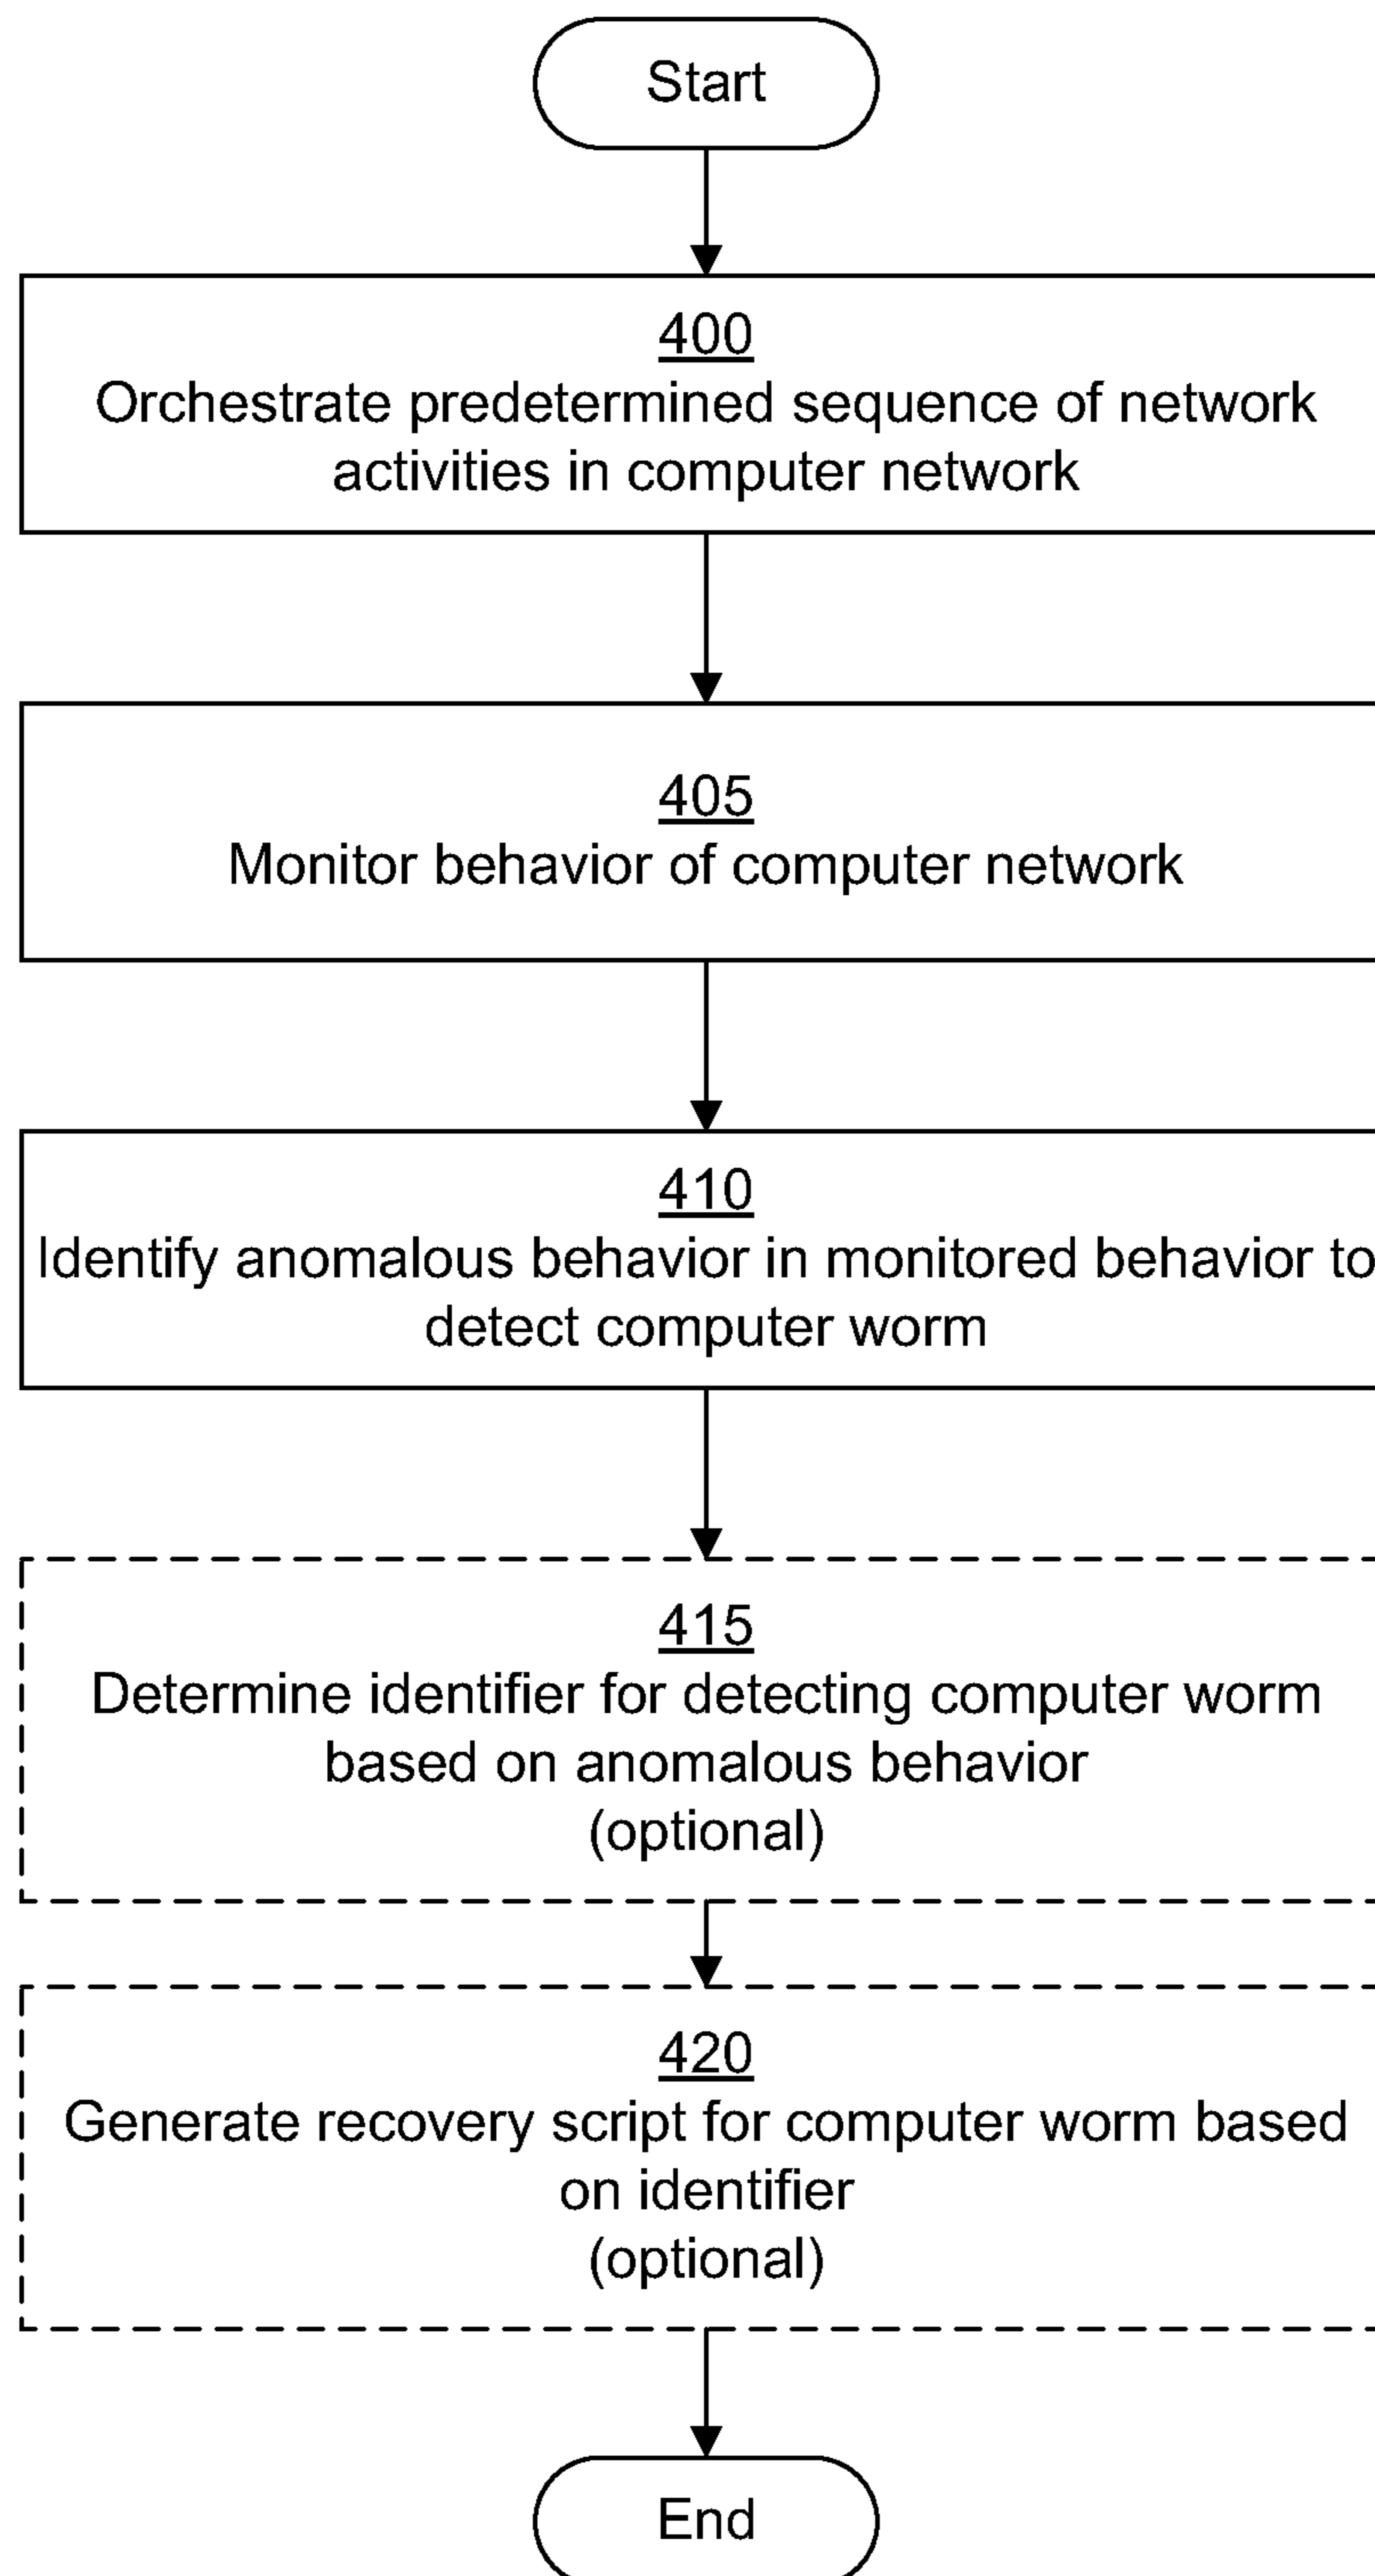 Start
400
Orchestrate predetermined sequence of network
activities in computer network
405
Monitor behavior of computer network
410
Identify anomalous behavior in monitored behavior to
detect computer worm
415
Determine identifier for detecting computer worm
based on anomalous behavior
(optional)
420
Generate recovery script for computer worm based
on identifier
(optional)
End